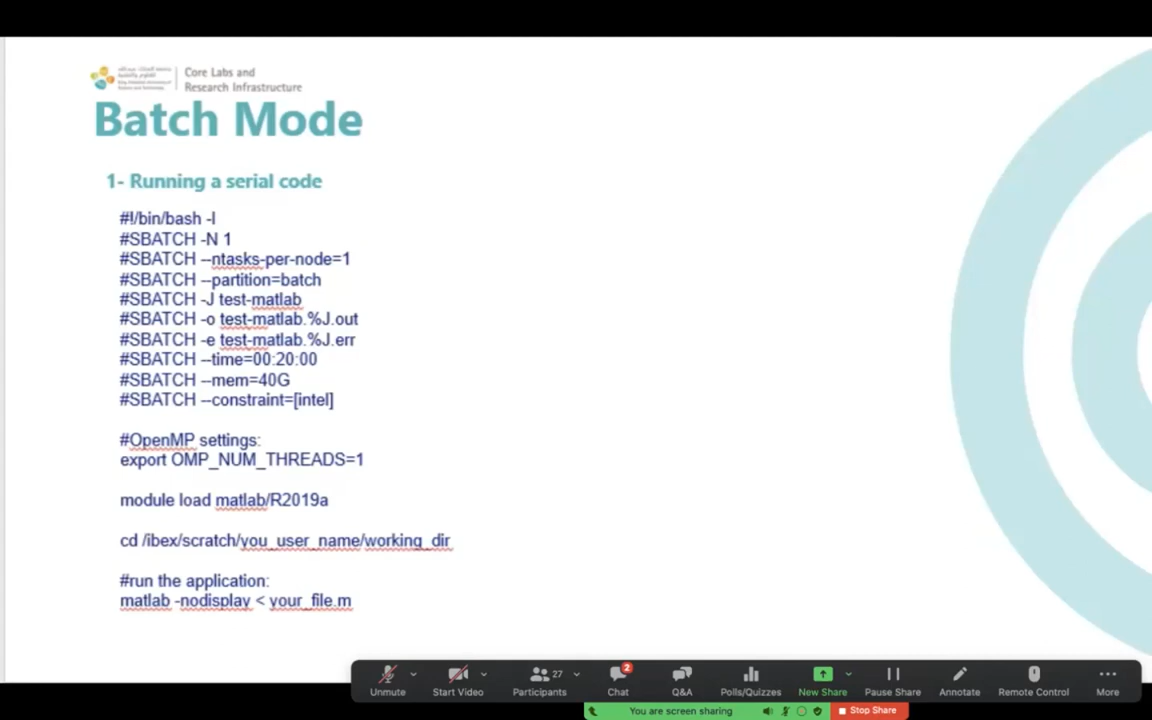 Core Labs and
Research Infrastructure
Batch Mode
1- Running a serial code
#!/bin/bash -l
#SBATCH -N 1
#SBATCH --ntasks-per-node=1
#SBATCH --partition=batch
#SBATCH -J test-matlab
#SBATCH -o test-matlab.%J.out
#SBATCH -e test-matlab.%J.err
#SBATCH --time=00:20:00
#SBATCH --mem=40G
#SBATCH --constraint=[intel]
#OpenMP settings:
export OMP_NUM_THREADS=1
module load matlab/R2019a
cd /ibex/scratch/you_user_name/working_dir
#run the application:
matlab -nodisplay < your_file.m
27
2
Unmute
Start Video
Participants
Chat
Q&A
Polls/Quizzes
New Share
Pause Share
Annotate
Remote Control
More
You are screen sharing
Stop Share